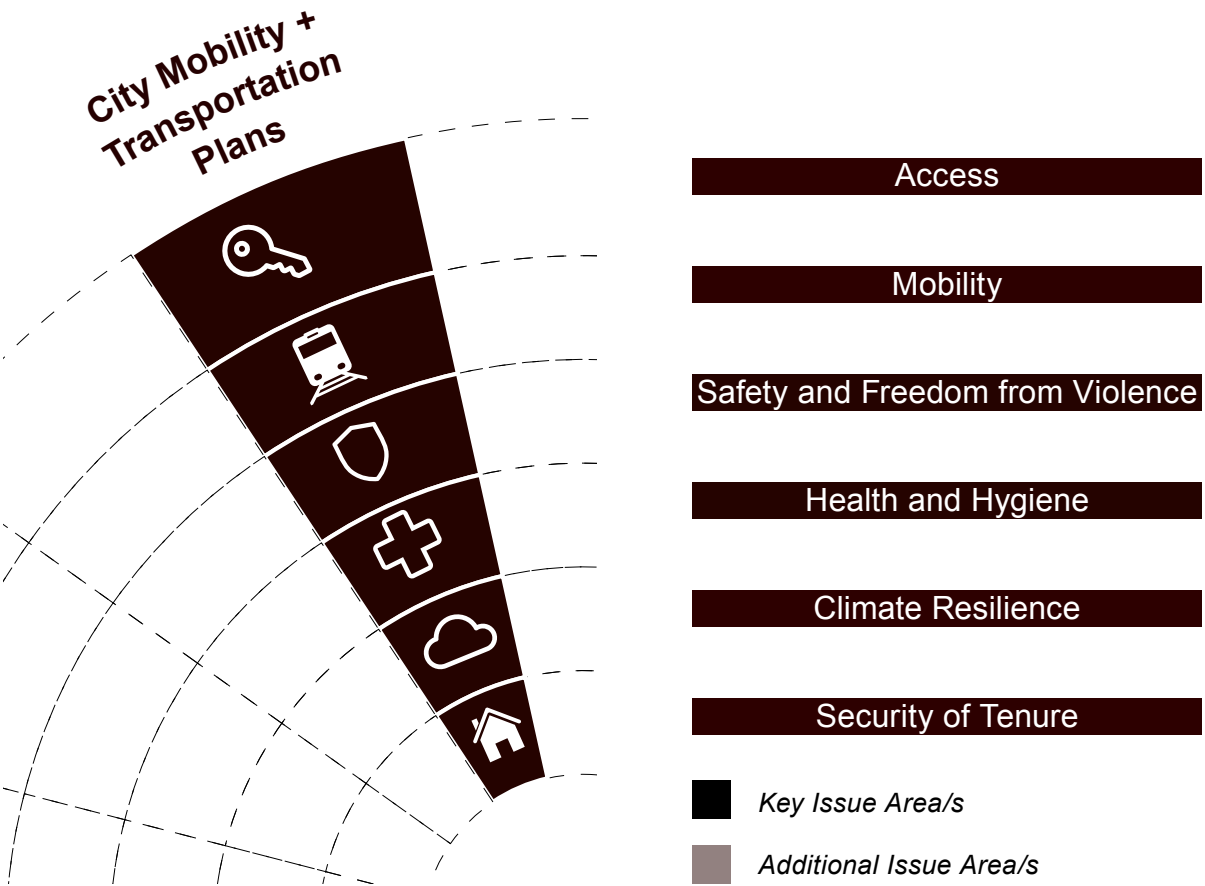 City Mobility +
Transportation
Plans
Access
Mobility
Safety and Freedom from Violence
Health and Hygiene
Climate Resilience
Security of Tenure
Key Issue Area/s
Additional Issue Area/s